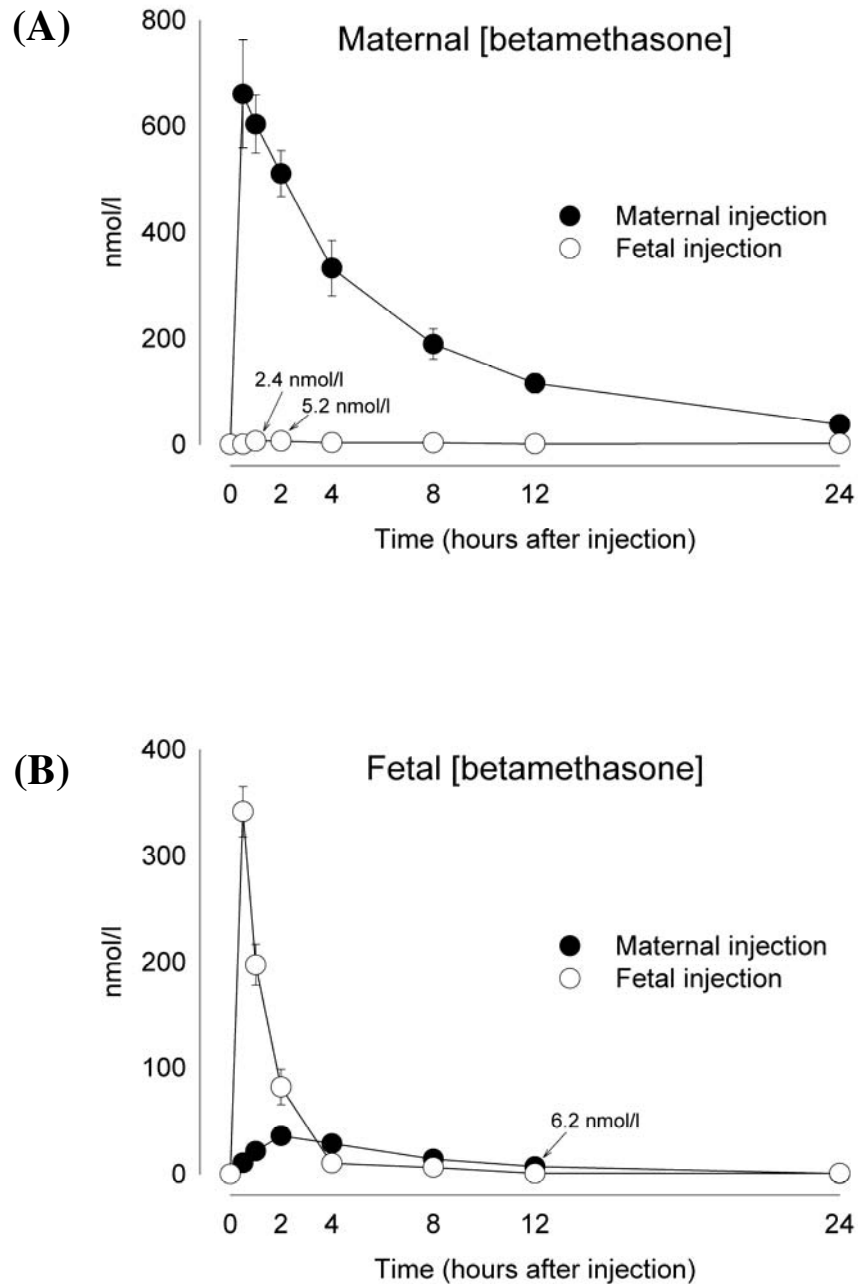 (A)
Maternal [betamethasone]
800
600
400
200
0
nmol/l
Maternal injection
Fetal injection
2.4 nmol/l
5.2 nmol/l
0 2 4 8 12 24
Time (hours after injection)
(B)
Fetal [betamethasone]
400
300
200
100
0
nmol/l
Maternal injection
Fetal injection
6.2 nmol/l
0 2 4 8 12 24
Time (hours after injection)